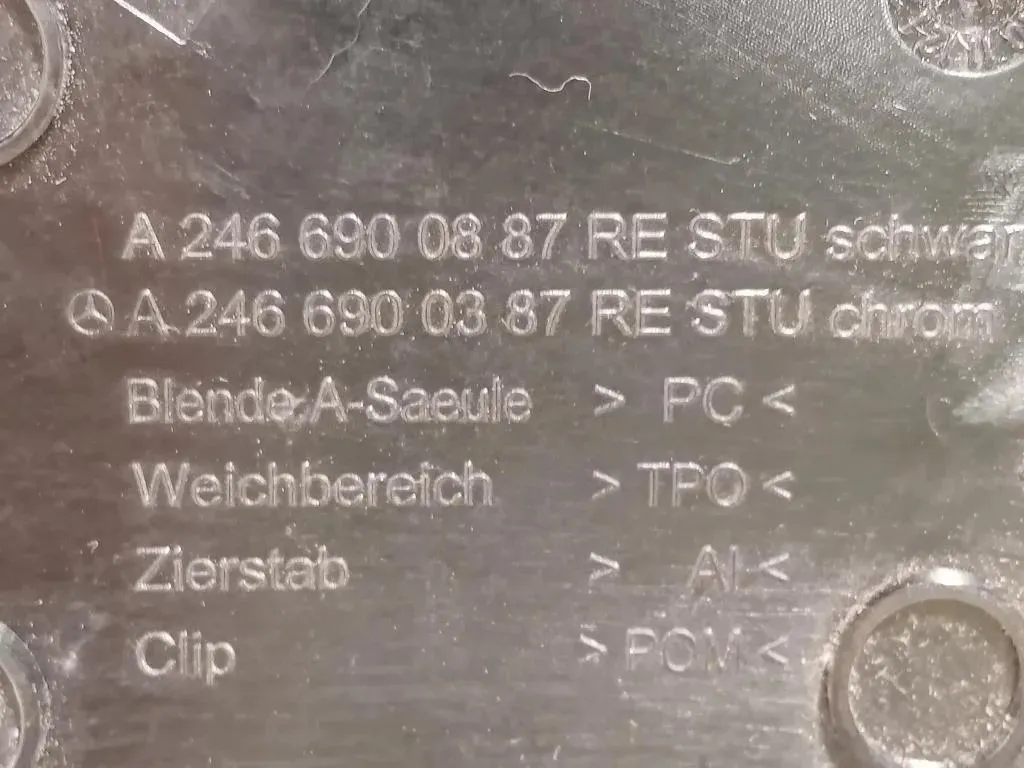 A 246 690 08 87 RE STU schwar
A 246 690 03 87 RE STU chrom
Blende A-Saeule > PC <
Weichbereich > TPO <
Zierstab > Al <
Clip > POM <